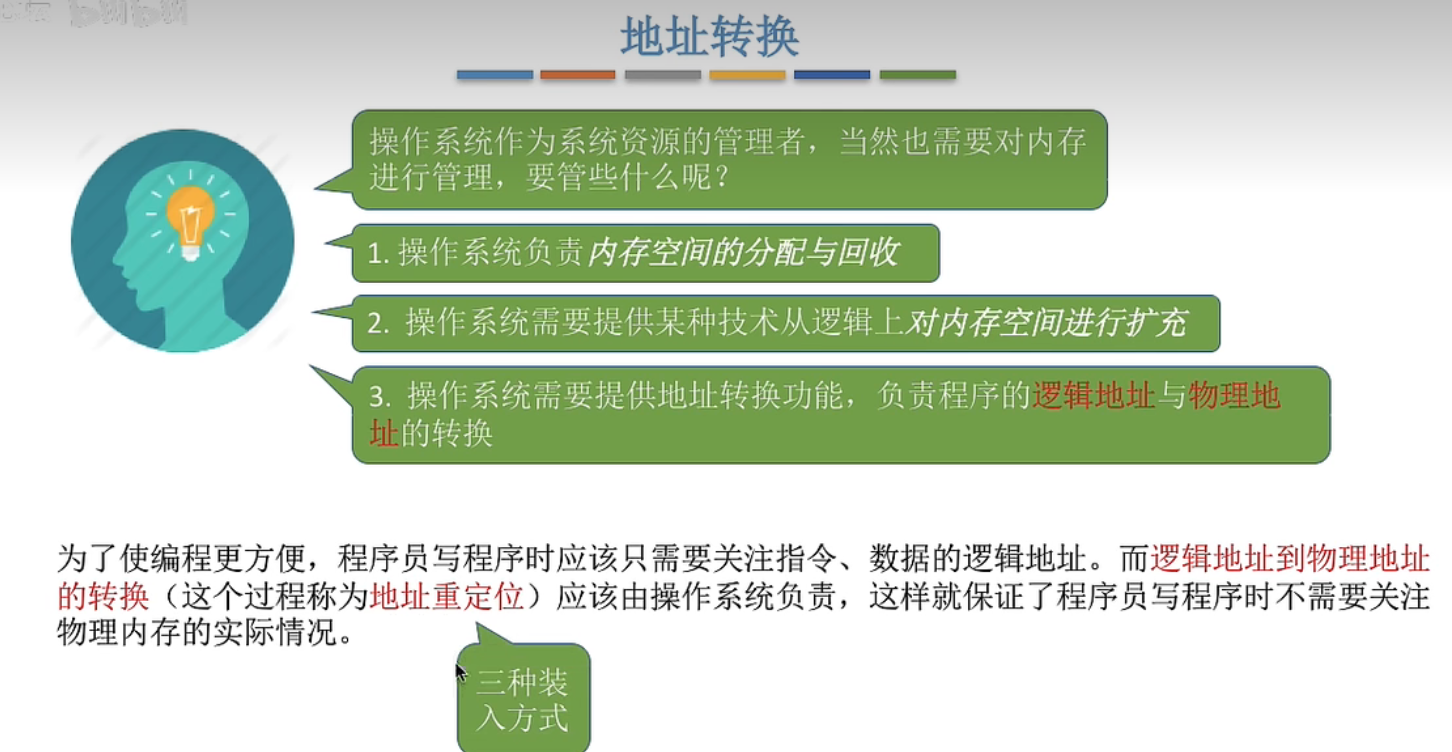 地址转换
操作系统作为系统资源的管理者，当然也需要对内存
进行管理，要管些什么呢？
1. 操作系统负责内存空间的分配与回收
2. 操作系统需要提供某种技术从逻辑上对内存空间进行扩充
3. 操作系统需要提供地址转换功能，负责程序的逻辑地址与物理地
址的转换
为了使编程更方便，程序员写程序时应该只需要关注指令、数据的逻辑地址。而逻辑地址到物理地址
的转换（这个过程称为地址重定位）应该由操作系统负责，这样就保证了程序员写程序时不需要关注
物理内存的实际情况。
三种装
入方式